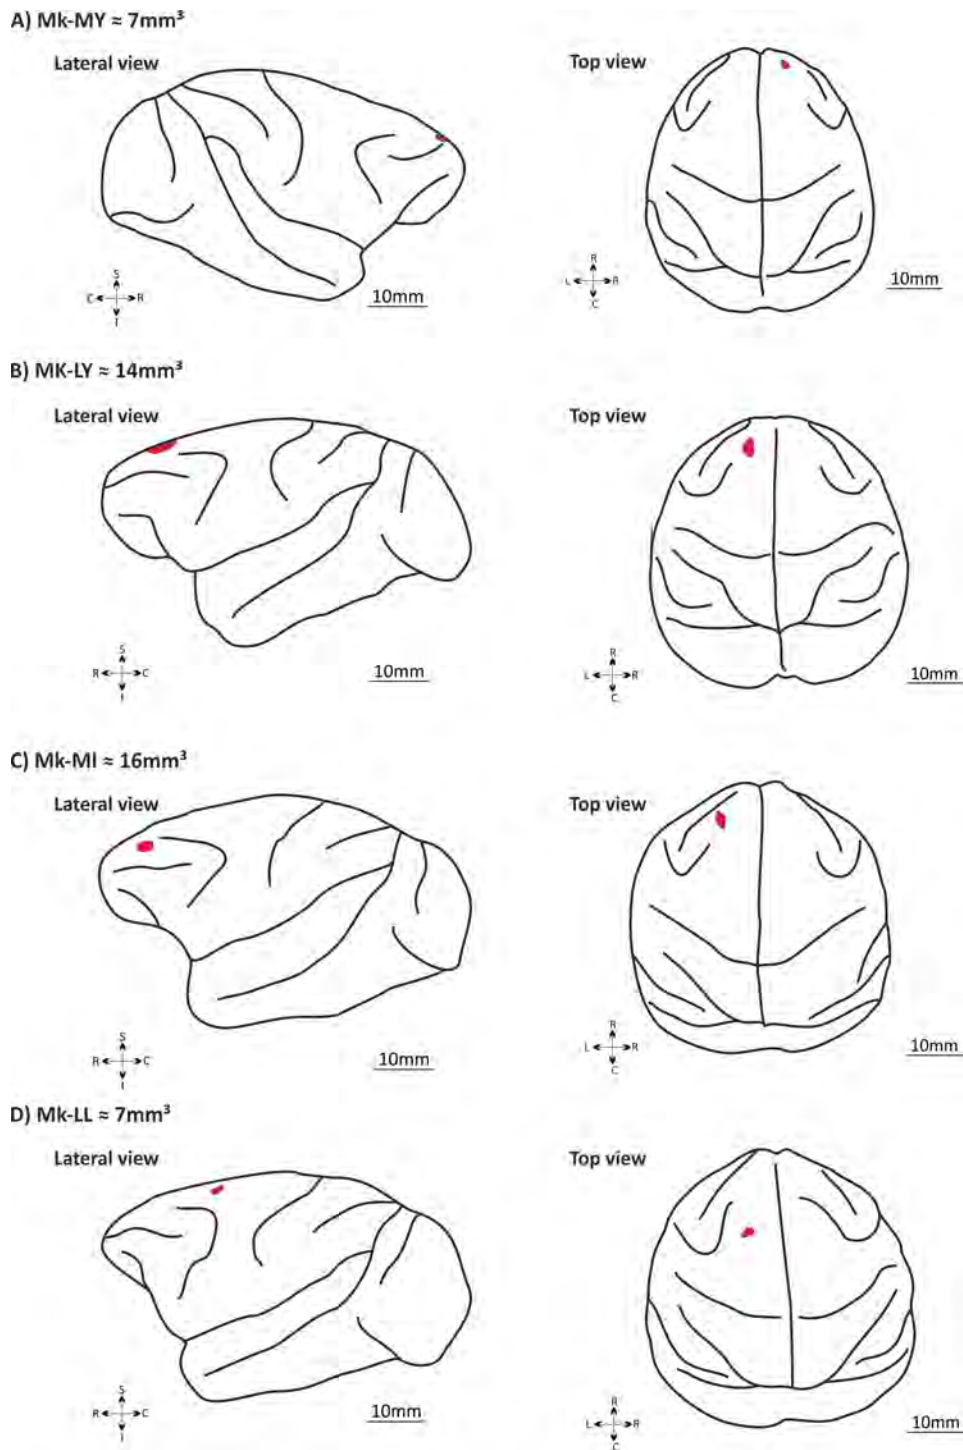 A) Mk-MY ≈ 7mm³
Lateral view
Top view
S
C R
I
10mm
R
L R
C
10mm
B) MK-LY ≈ 14mm³
Lateral view
Top view
S
R C
I
10mm
R
L R
C
10mm
C) Mk-MI ≈ 16mm³
Lateral view
Top view
S
R C
I
10mm
R
L R
C
10mm
D) Mk-LL ≈ 7mm³
Lateral view
Top view
S
R C
I
10mm
R
L R
C
10mm